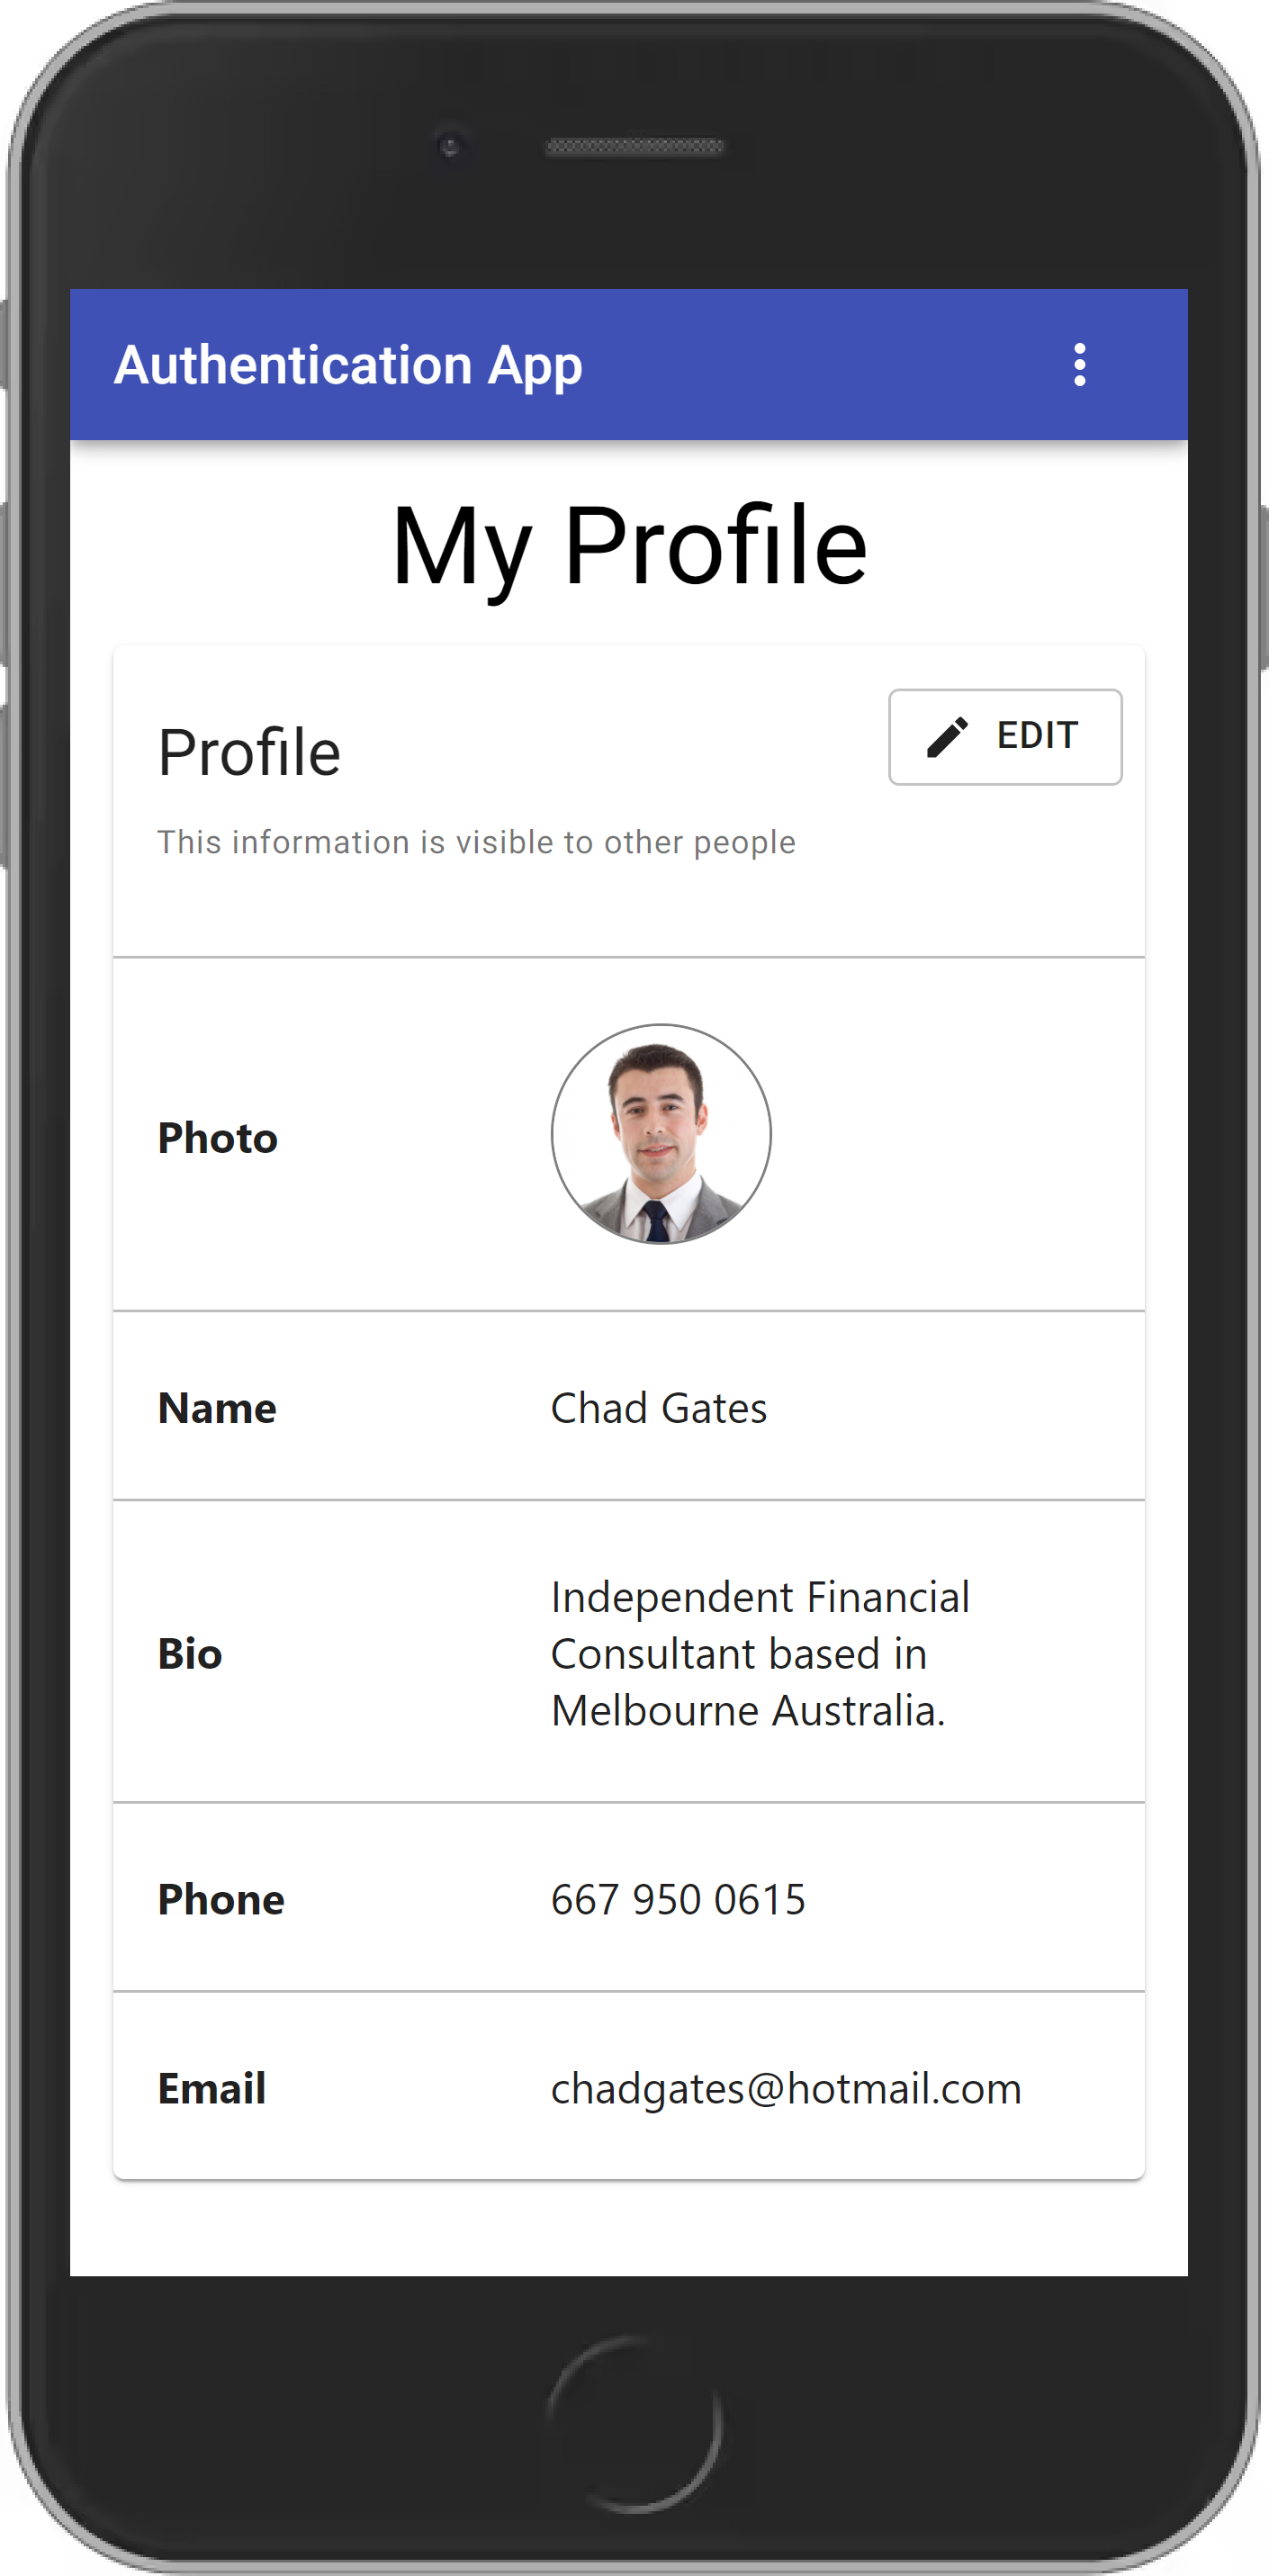 Authentication App
My Profile
Profile
EDIT
This information is visible to other people
Photo
Name
Chad Gates
Bio
Independent Financial
Consultant based in
Melbourne Australia.
Phone
667 950 0615
Email
chadgates@hotmail.com